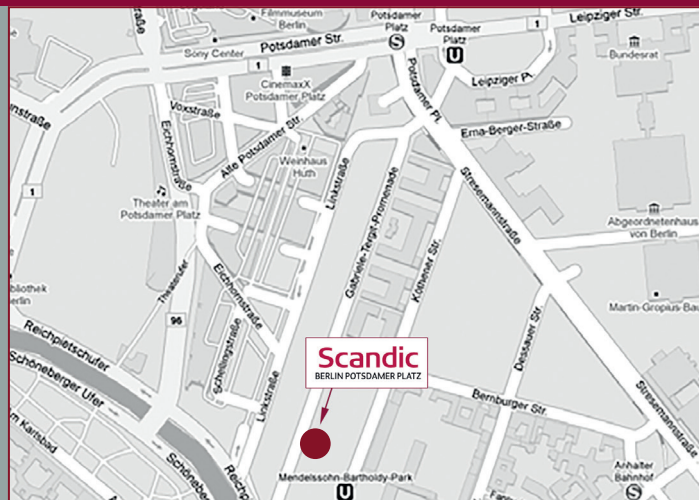 Filmmuseum
Berlin
Potsdamer
Platz
Leipziger Str.
1
Sony Center
Potsdamer Str.
S
Potsdamer
Platz
U
Bundesrat
1
CinemaxX
Potsdamer Platz
Leipziger Pl.
Potsdamer Pl.
Voxstraße
Eichhornstraße
Alte Potsdamer Str.
Erna-Berger-Straße
Weinhaus
Huth
Linkstraße
Stresemannstraße
1
Theater am
Potsdamer Platz
Gabriele-Tergit-Promenade
Köthener Str.
Abgeordnetenhaus
von Berlin
Theaterufer
Eichhornstraße
Dessauer Str.
Martin-Gropius-Bau
Reichpietschufer
96
Schellingstraße
Schöneberger Ufer
Scandic
BERLIN POTSDAMER PLATZ
Linkstraße
Bernburger Str.
Stresemannstraße
Am Karlsbad
Mendelssohn-Bartholdy-Park
U
Anhalter
Bahnhof
S